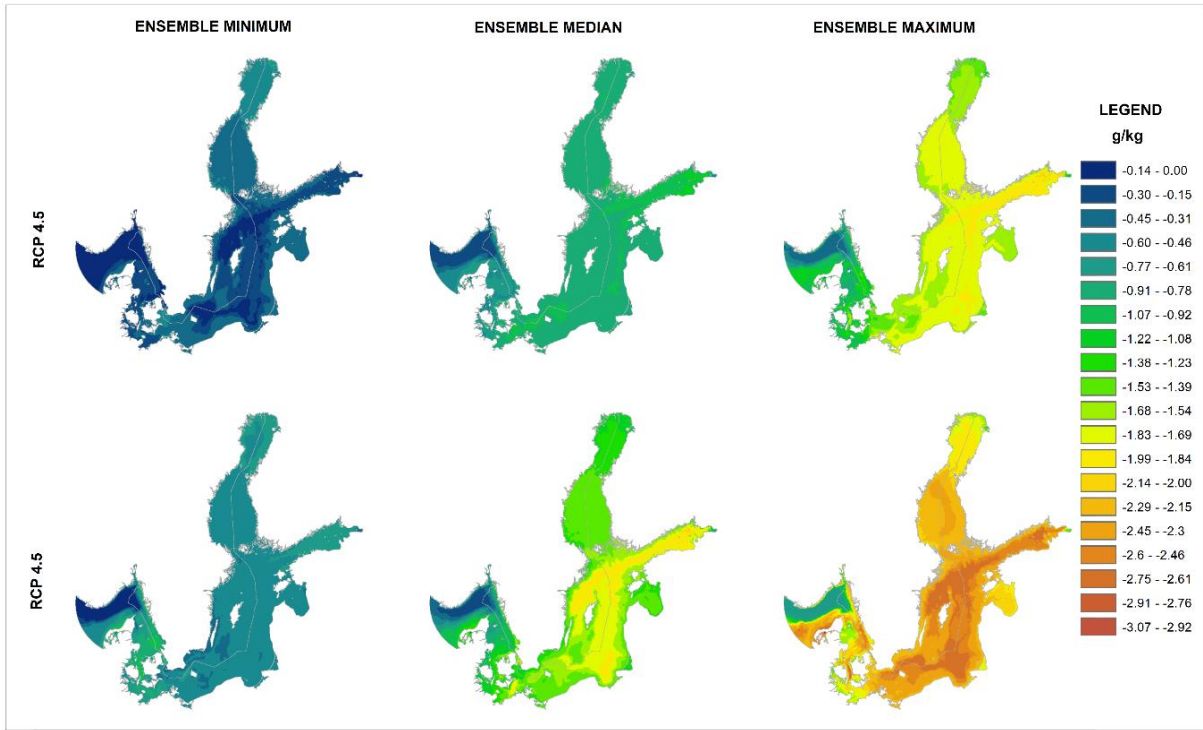 ENSEMBLE MINIMUM
ENSEMBLE MEDIAN
ENSEMBLE MAXIMUM
RCP 4.5
RCP 4.5
LEGEND
g/kg
-0.14 - 0.00
-0.30 - -0.15
-0.45 - -0.31
-0.60 - -0.46
-0.77 - -0.61
-0.91 - -0.78
-1.07 - -0.92
-1.22 - -1.08
-1.38 - -1.23
-1.53 - -1.39
-1.68 - -1.54
-1.83 - -1.69
-1.99 - -1.84
-2.14 - -2.00
-2.29 - -2.15
-2.45 - -2.3
-2.6 - -2.46
-2.75 - -2.61
-2.91 - -2.76
-3.07 - -2.92